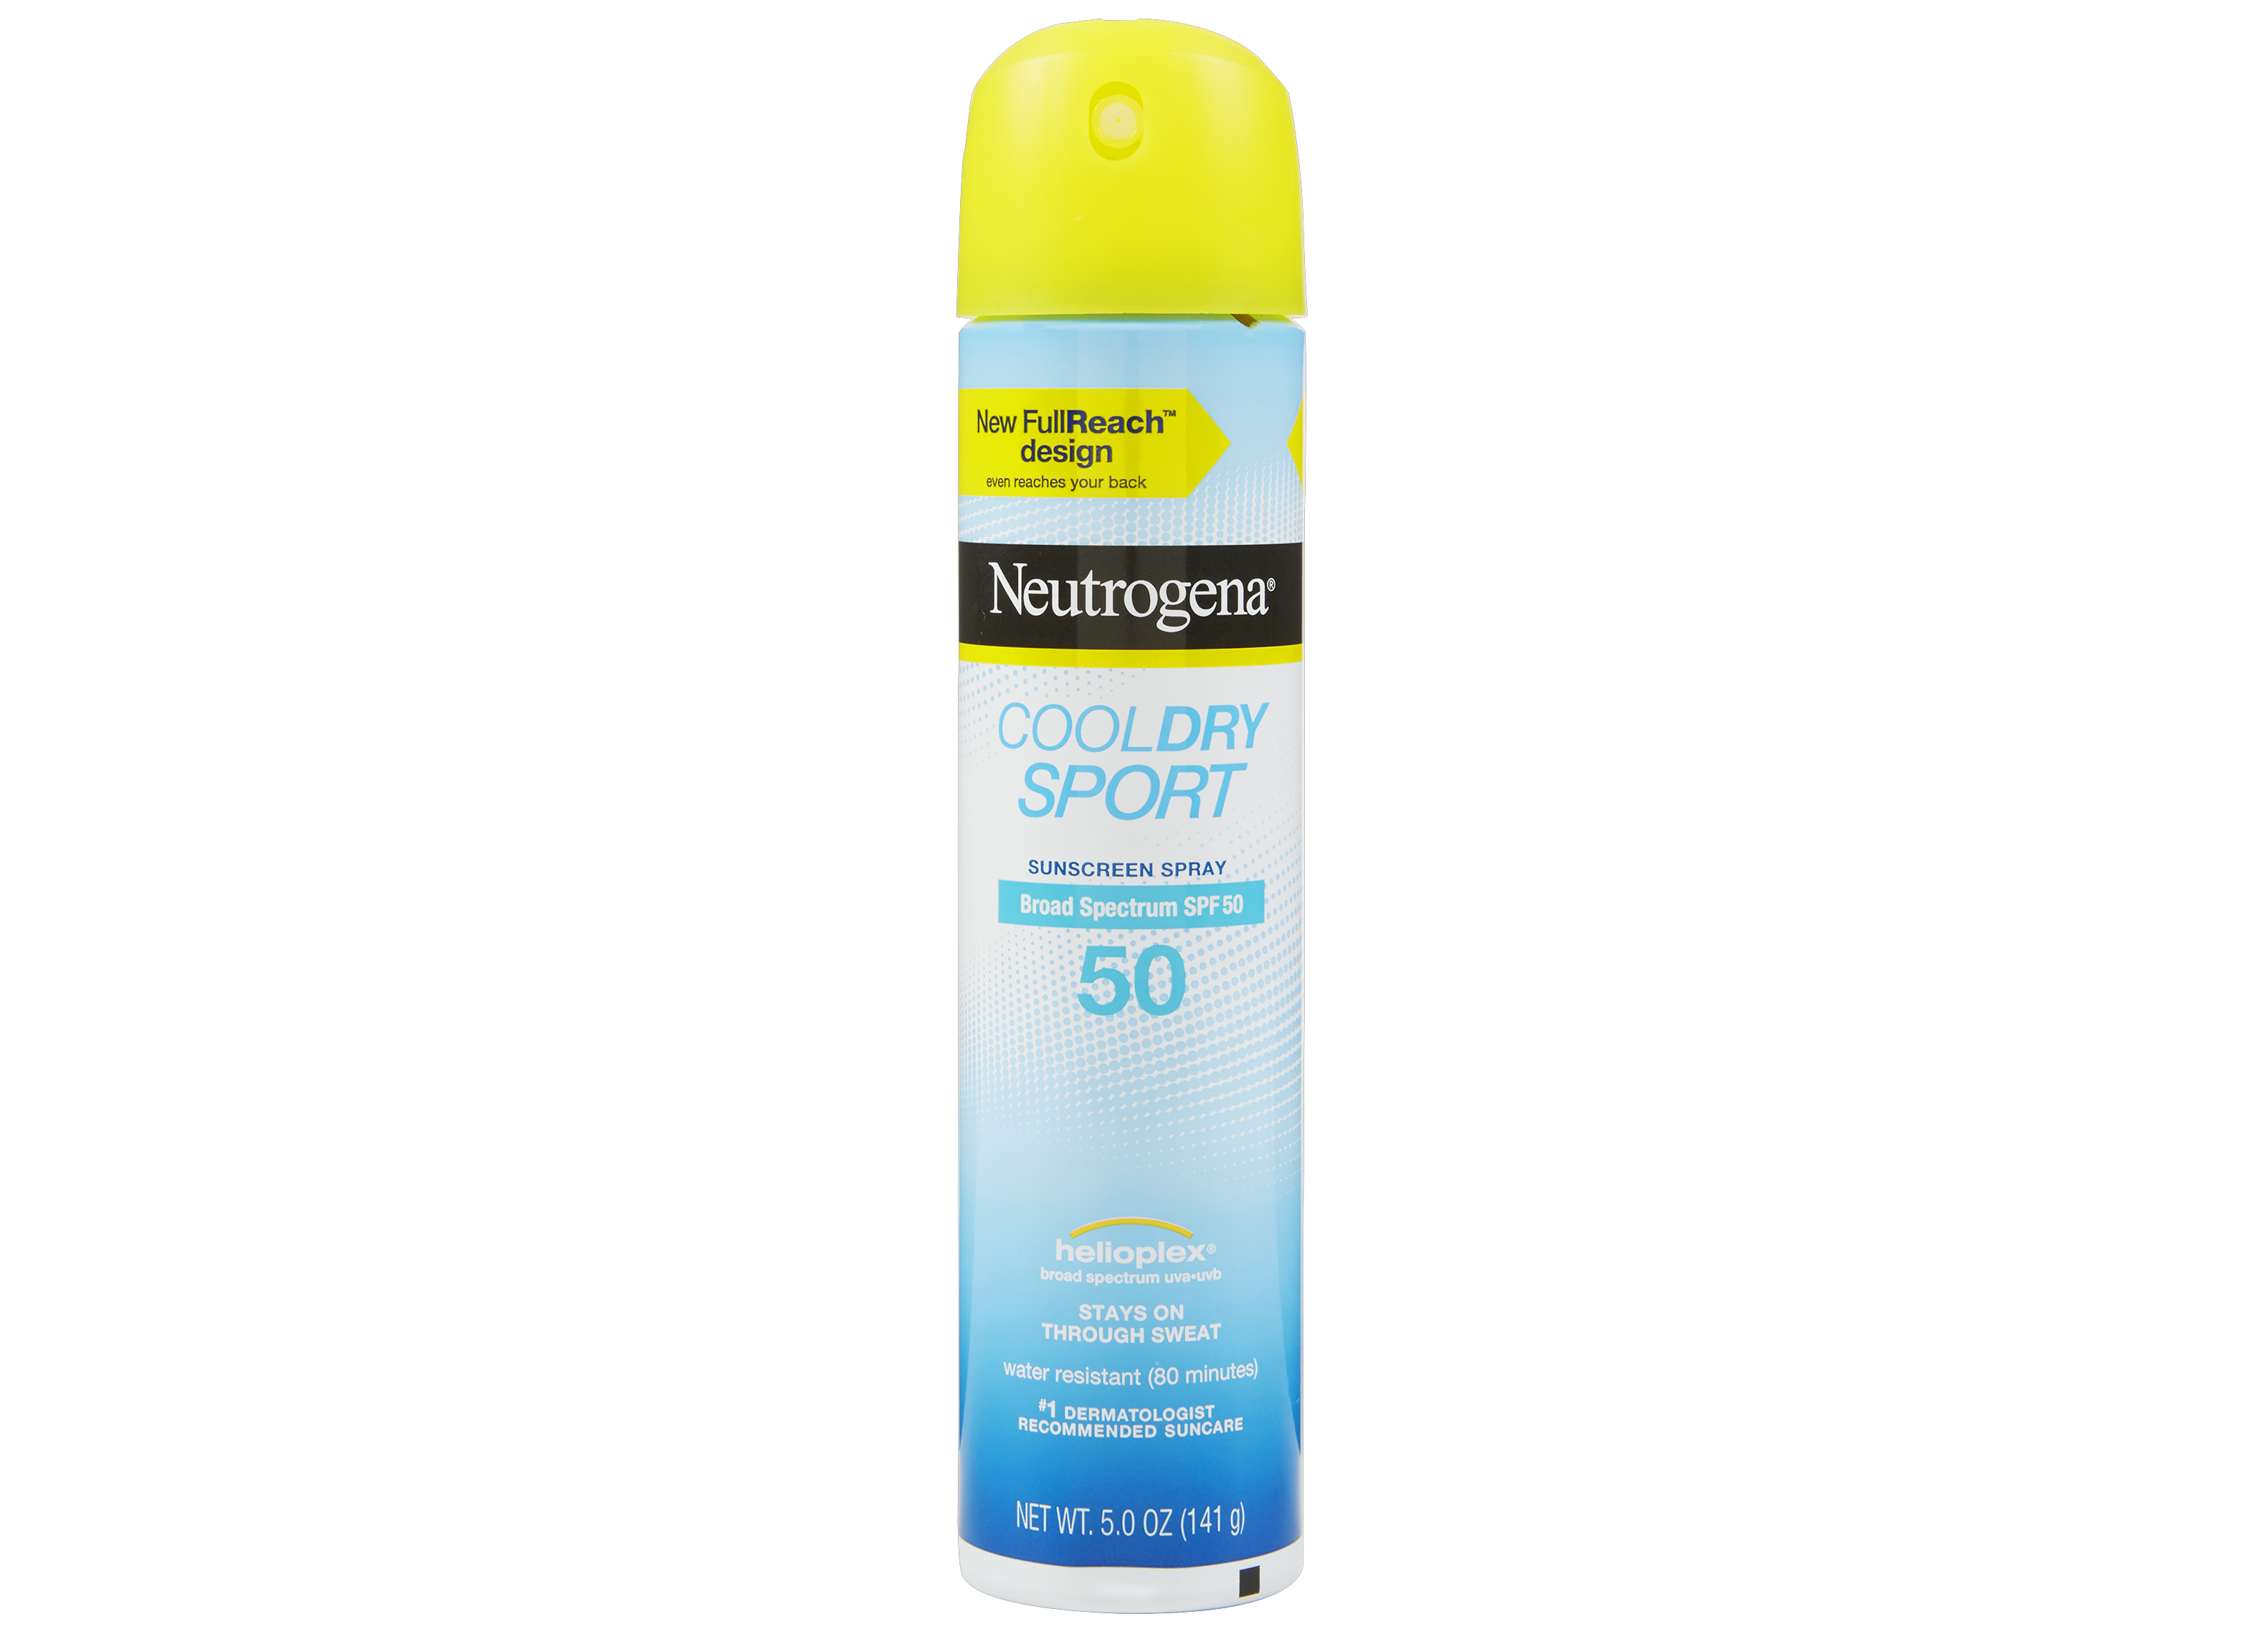 New FullReach™
design
even reaches your back
Neutrogena®
COOLDRY
SPORT
SUNSCREEN SPRAY
Broad Spectrum SPF 50
50
helioplex®
broad spectrum uva•uvb
STAYS ON
THROUGH SWEAT
water resistant (80 minutes)
#1 DERMATOLOGIST
RECOMMENDED SUNCARE
NET WT. 5.0 OZ (141 g)